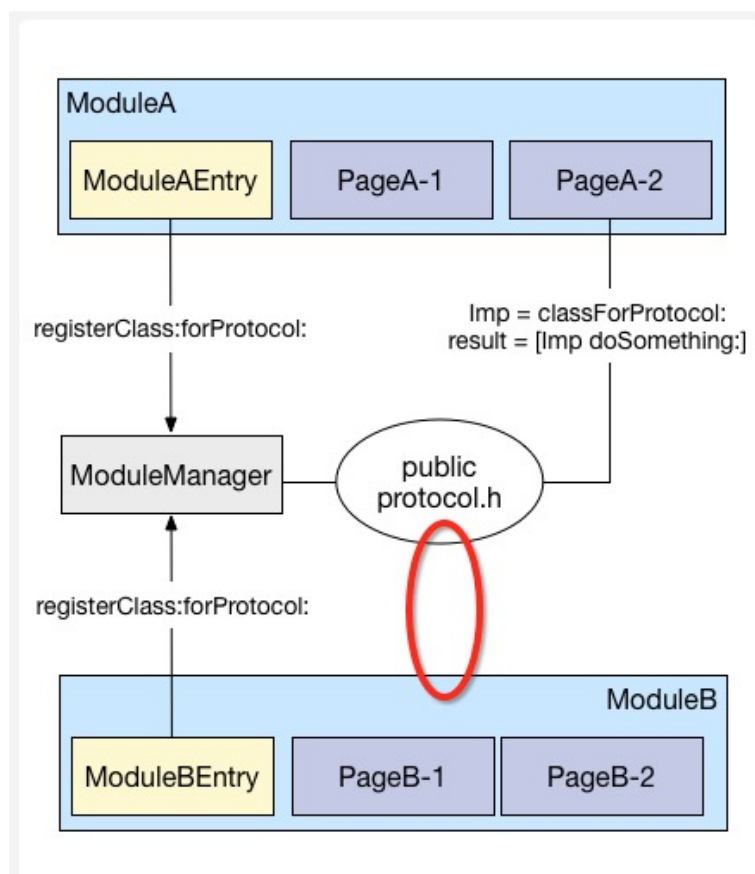 ModuleA
ModuleAEntry
PageA-1
PageA-2
registerClass:forProtocol:
Imp = classForProtocol:
result = [Imp doSomething:]
ModuleManager
public
protocol.h
registerClass:forProtocol:
ModuleB
ModuleBEntry
PageB-1
PageB-2